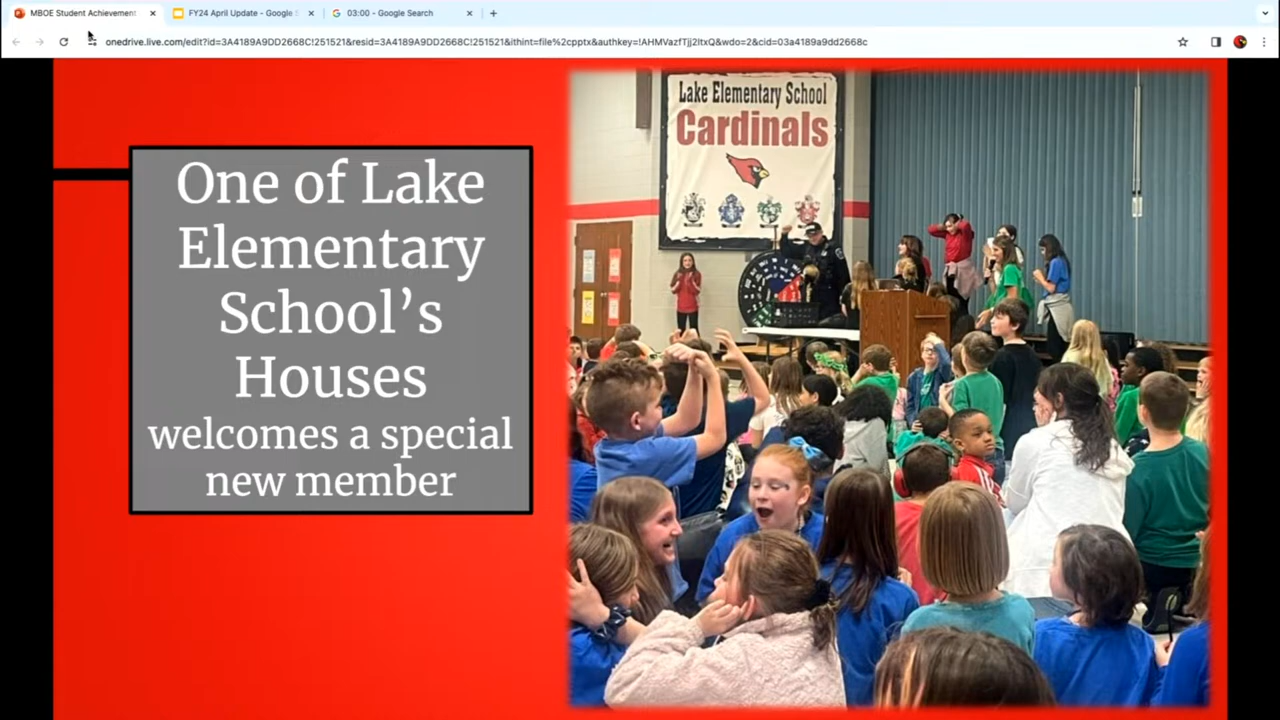 MBOE Student Achievement
FY24 April Update - Google S
03:00 - Google Search
onedrive.live.com/edit?id=3A4189A9DD2668C!251521&resid=3A4189A9DD2668C!251521&ithint=file%2cpptx&authkey=!AHMVazfTjj2ltxQ&wdo=2&cid=03a4189a9dd2668c
One of Lake
Elementary
School’s
Houses
welcomes a special
new member
Lake Elementary School
Cardinals